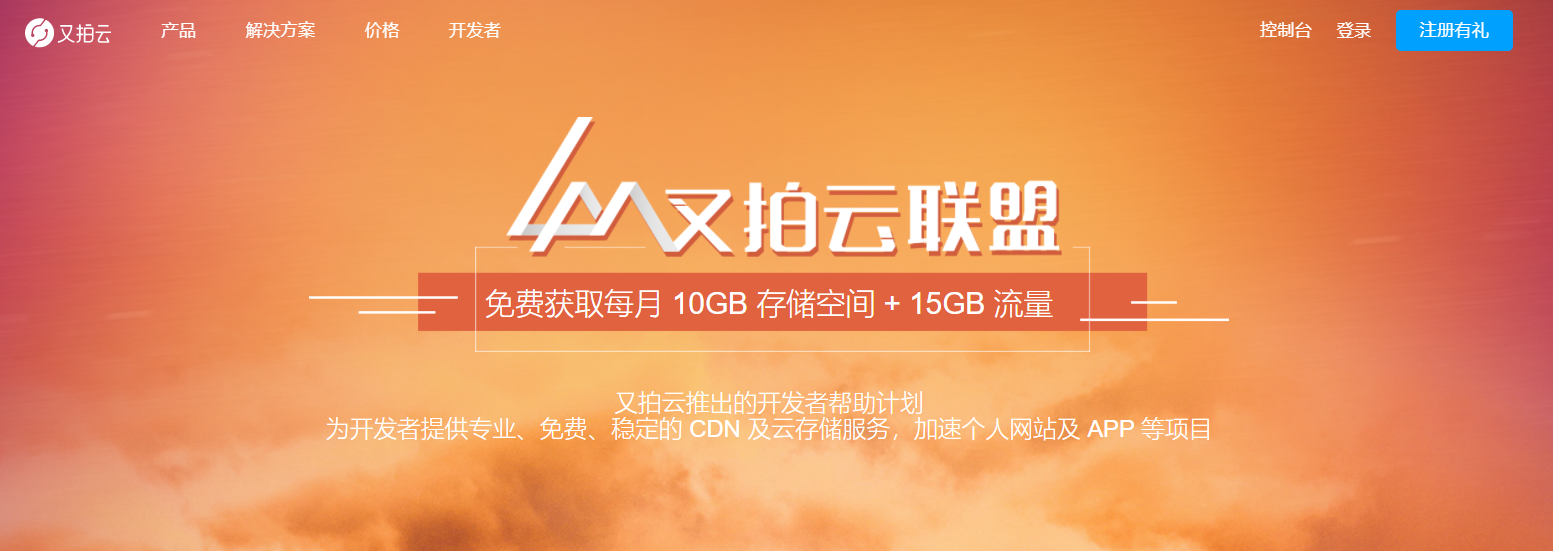 又拍云 产品 解决方案 价格 开发者 控制台 登录 注册有礼
又拍云联盟
免费获取每月 10GB 存储空间 + 15GB 流量
又拍云推出的开发者帮助计划
为开发者提供专业、免费、稳定的 CDN 及云存储服务，加速个人网站及 APP 等项目